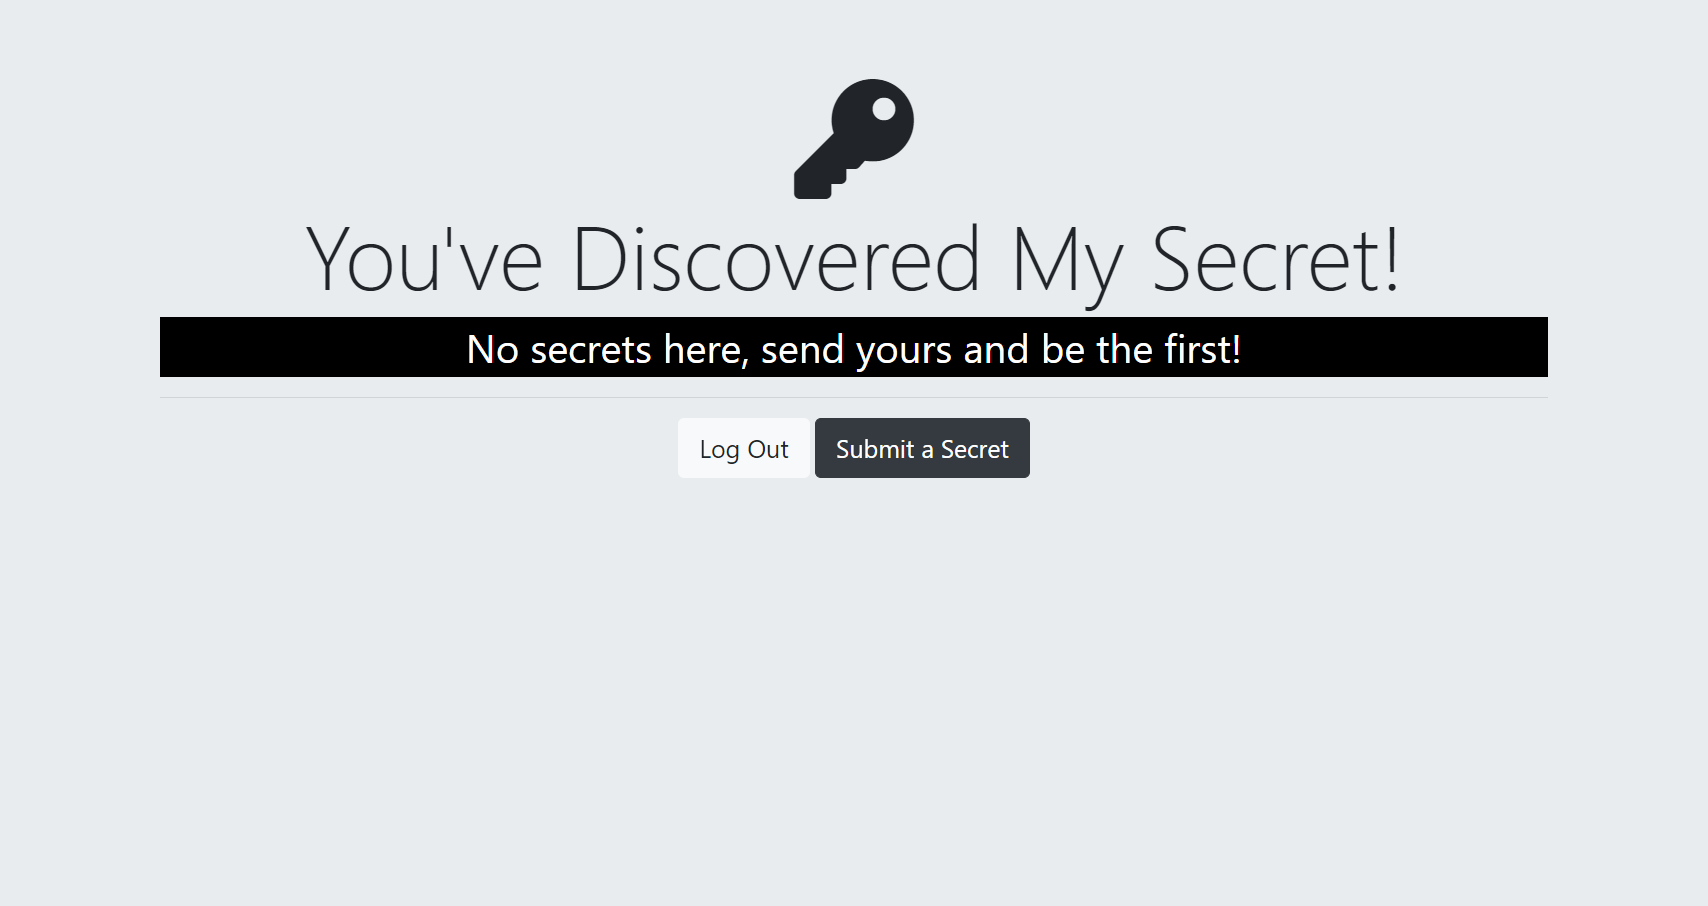 You've Discovered My Secret!
No secrets here, send yours and be the first!
Log Out Submit a Secret